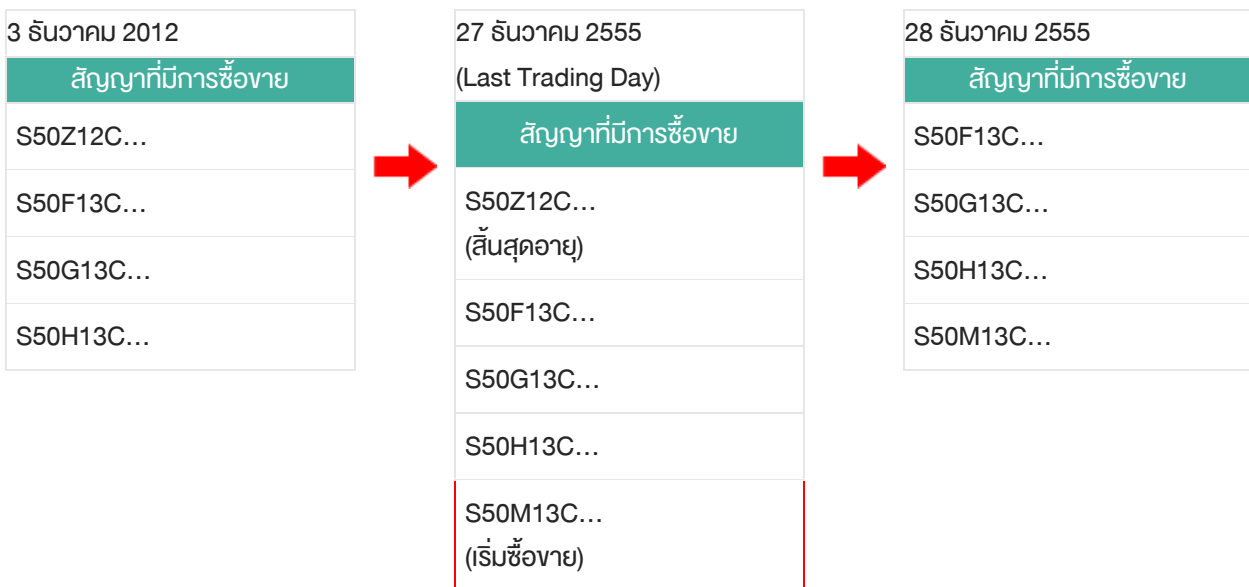 3 ธันวาคม 2012
สัญญาที่มีการซื้อขาย
S50Z12C…
S50F13C…
S50G13C…
S50H13C…
27 ธันวาคม 2555
(Last Trading Day)
สัญญาที่มีการซื้อขาย
S50Z12C…
(สิ้นสุดอายุ)
S50F13C…
S50G13C…
S50H13C…
S50M13C…
(เริ่มซื้อขาย)
28 ธันวาคม 2555
สัญญาที่มีการซื้อขาย
S50F13C…
S50G13C…
S50H13C…
S50M13C…